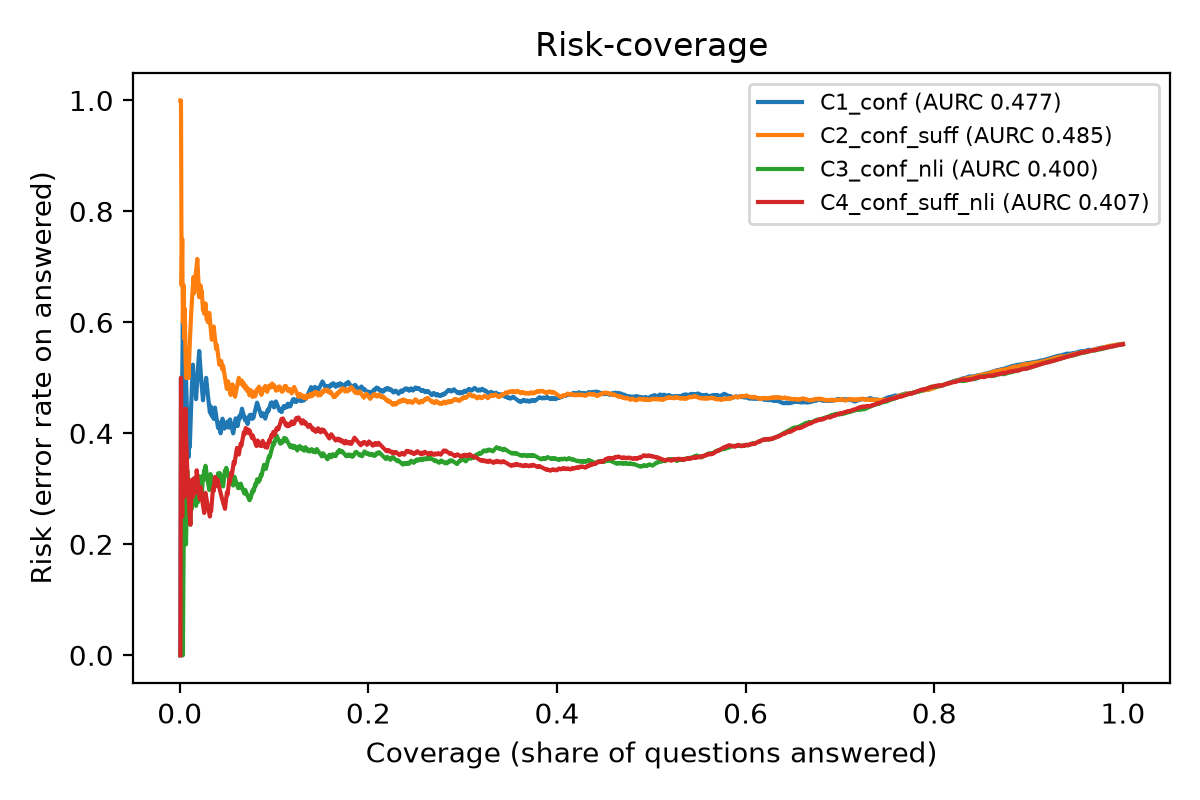 Risk-coverage
C1_conf (AURC 0.477)
C2_conf_suff (AURC 0.485)
C3_conf_nli (AURC 0.400)
C4_conf_suff_nli (AURC 0.407)
Risk (error rate on answered)
1.0
0.8
0.6
0.4
0.2
0.0
0.0 0.2 0.4 0.6 0.8 1.0
Coverage (share of questions answered)